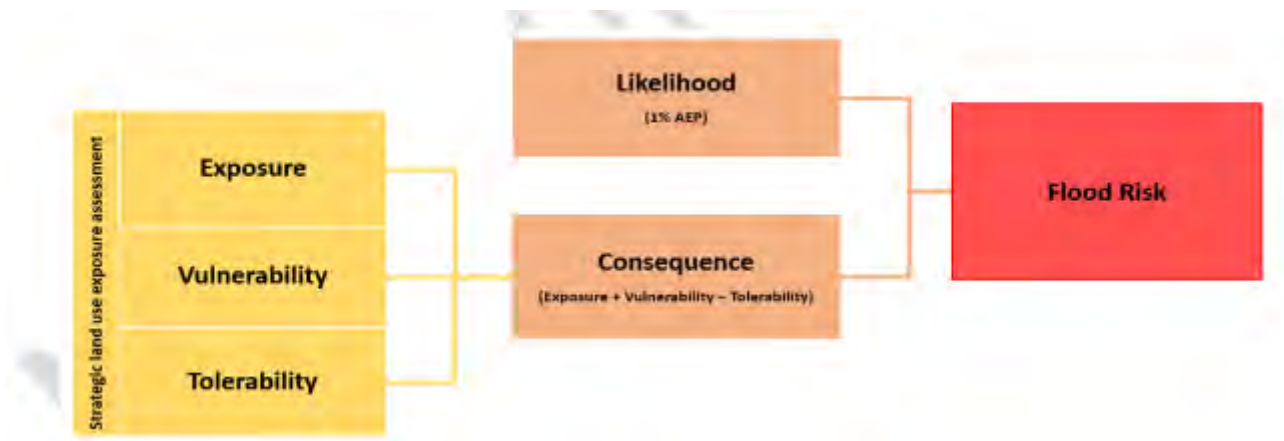 Strategic land use exposure assessment
Exposure
Vulnerability
Tolerability
Likelihood
(1% AEP)
Consequence
(Exposure + Vulnerability – Tolerability)
Flood Risk